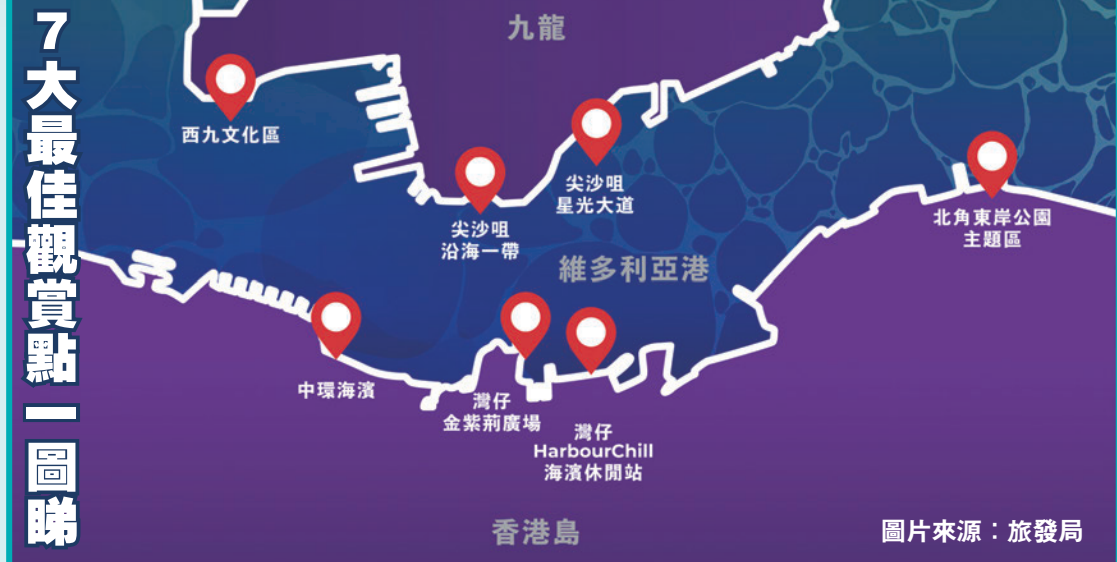 7大最佳觀賞點一圖睇
九龍
西九文化區
尖沙咀
星光大道
尖沙咀
沿海一帶
北角東岸公園
主題區
維多利亞港
中環海濱
灣仔
金紫荊廣場
灣仔
HarbourChill
海濱休閒站
香港島
圖片來源：旅發局